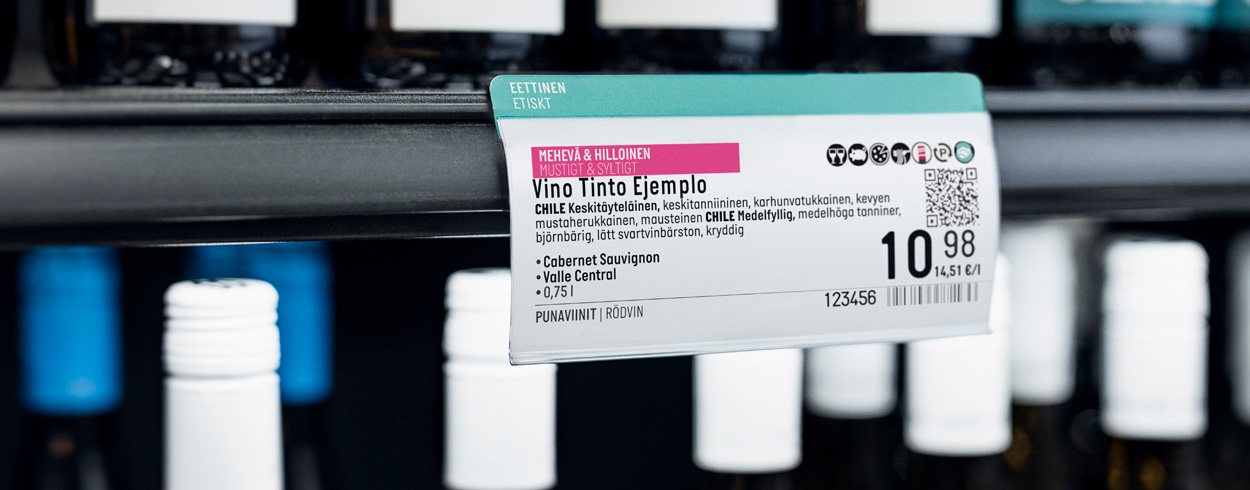 EETTINEN
ETISKT
MEHEVÄ & HILLOINEN
MUSTIGT & SYLTIGT
Vino Tinto Ejemplo
CHILE Keskitäyteläinen, keskitanniininen, karhunvatukkainen, kevyen
mustaherukkainen, mausteinen CHILE Medelfyllig, medelhöga tanniner,
björnbärig, lätt svartvinbärston, kryddig
• Cabernet Sauvignon
• Valle Central
• 0,75 l
10 98
14,51 €/l
123456
PUNAVIINIT | RÖDVIN